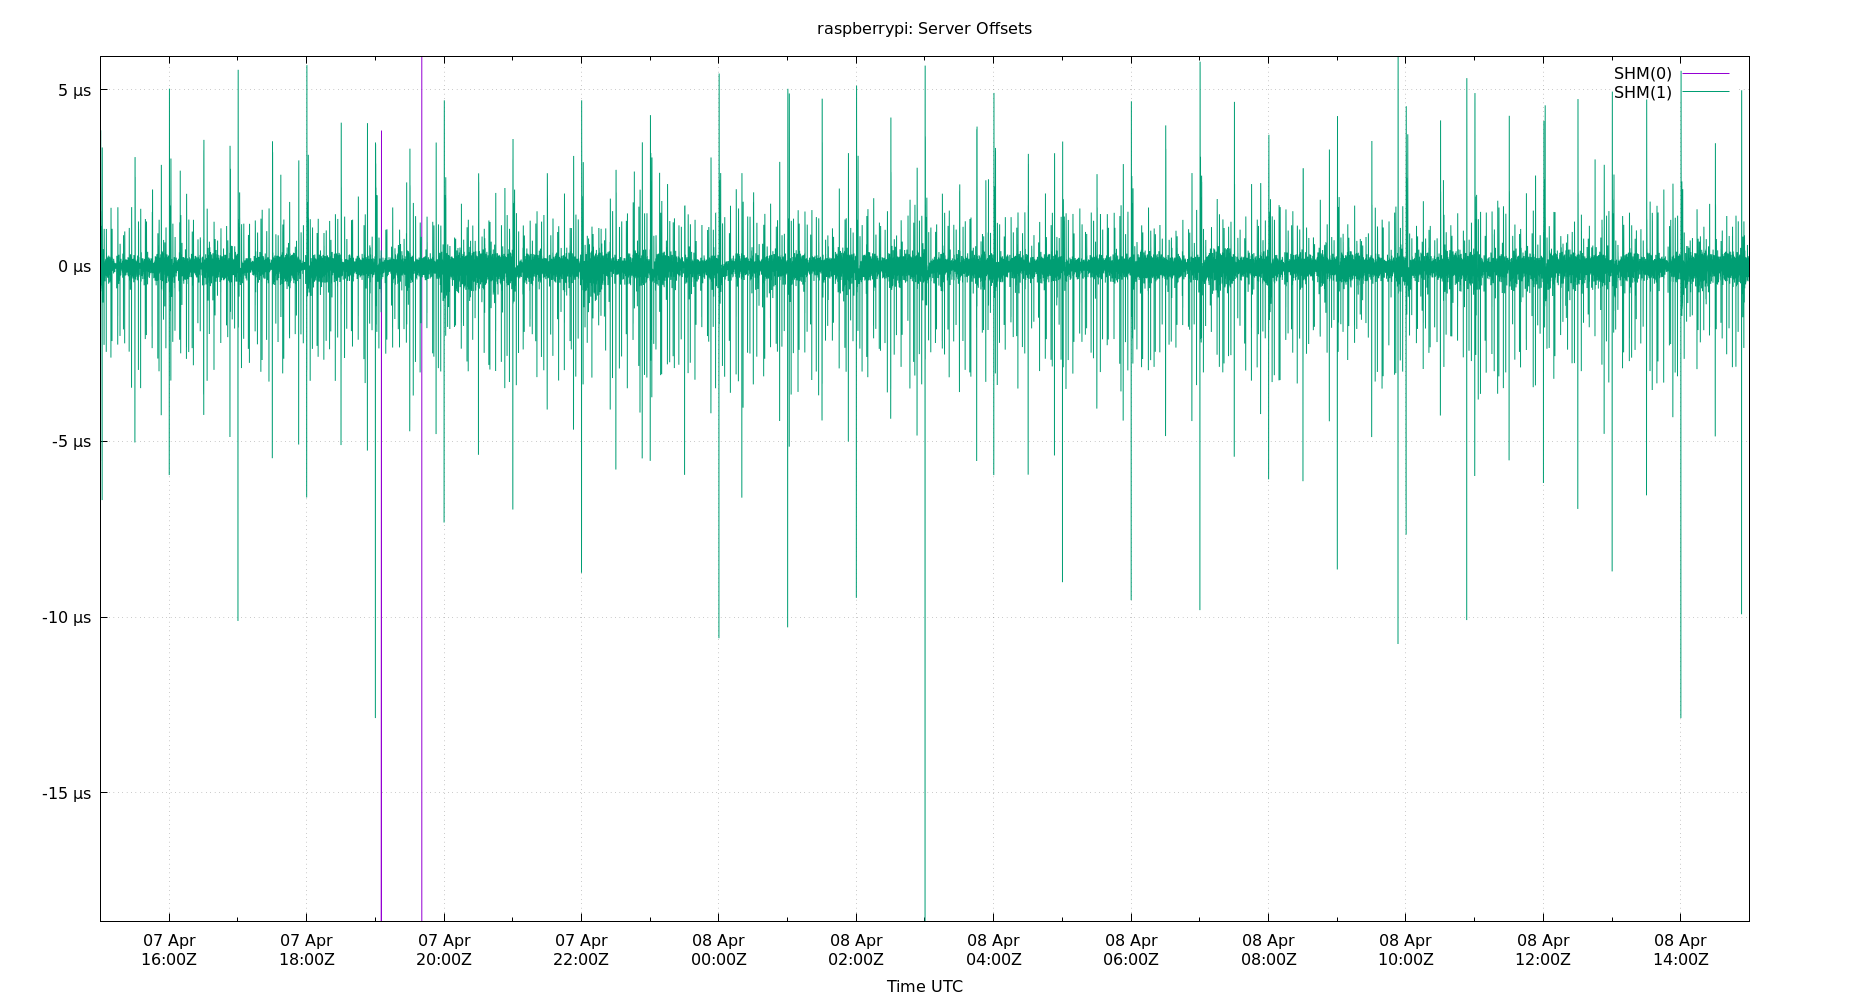 raspberrypi: Server Offsets
SHM(0)
SHM(1)
5 µs
0 µs
-5 µs
-10 µs
-15 µs
07 Apr 07 Apr 07 Apr 07 Apr 08 Apr 08 Apr 08 Apr 08 Apr 08 Apr 08 Apr 08 Apr 08 Apr
16:00Z 18:00Z 20:00Z 22:00Z 00:00Z 02:00Z 04:00Z 06:00Z 08:00Z 10:00Z 12:00Z 14:00Z
Time UTC